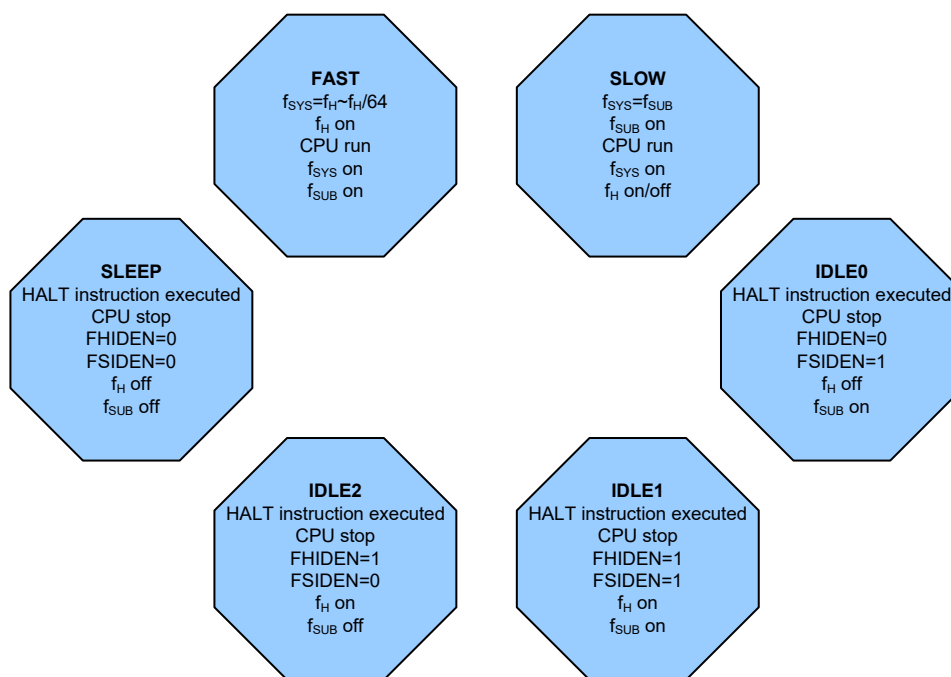 FAST
fSYS=fH~fH/64
fH on
CPU run
fSYS on
fSUB on
SLOW
fSYS=fSUB
fSUB on
CPU run
fSYS on
fH on/off
SLEEP
HALT instruction executed
CPU stop
FHIDEN=0
FSIDEN=0
fH off
fSUB off
IDLE0
HALT instruction executed
CPU stop
FHIDEN=0
FSIDEN=1
fH off
fSUB on
IDLE2
HALT instruction executed
CPU stop
FHIDEN=1
FSIDEN=0
fH on
fSUB off
IDLE1
HALT instruction executed
CPU stop
FHIDEN=1
FSIDEN=1
fH on
fSUB on